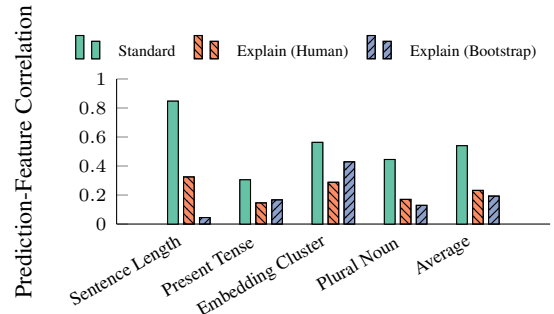 Standard Explain (Human) Explain (Bootstrap)
Prediction-Feature Correlation
1
0.8
0.6
0.4
0.2
0
Sentence Length
Present Tense
Embedding Cluster
Plural Noun
Average